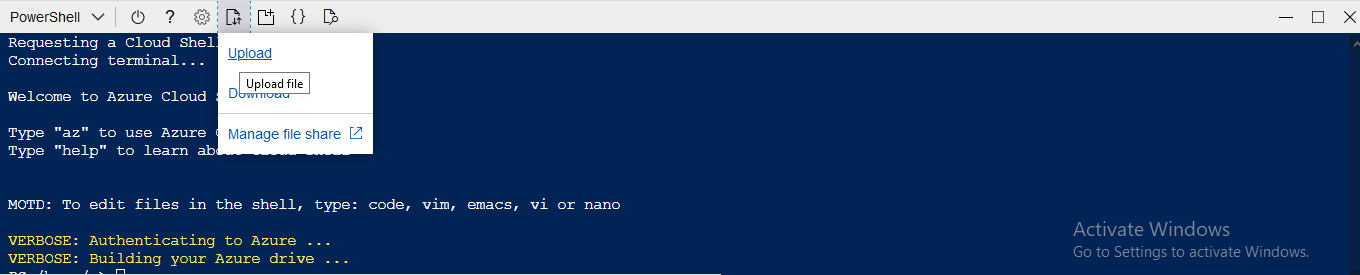 PowerShell
Requesting a Cloud Shel
Connecting terminal...
Upload
Upload file
Download
Manage file share
Welcome to Azure Cloud
Type "az" to use Azure
Type "help" to learn about
MOTD: To edit files in the shell, type: code, vim, emacs, vi or nano
VERBOSE: Authenticating to Azure ...
VERBOSE: Building your Azure drive ...
Activate Windows
Go to Settings to activate Windows.